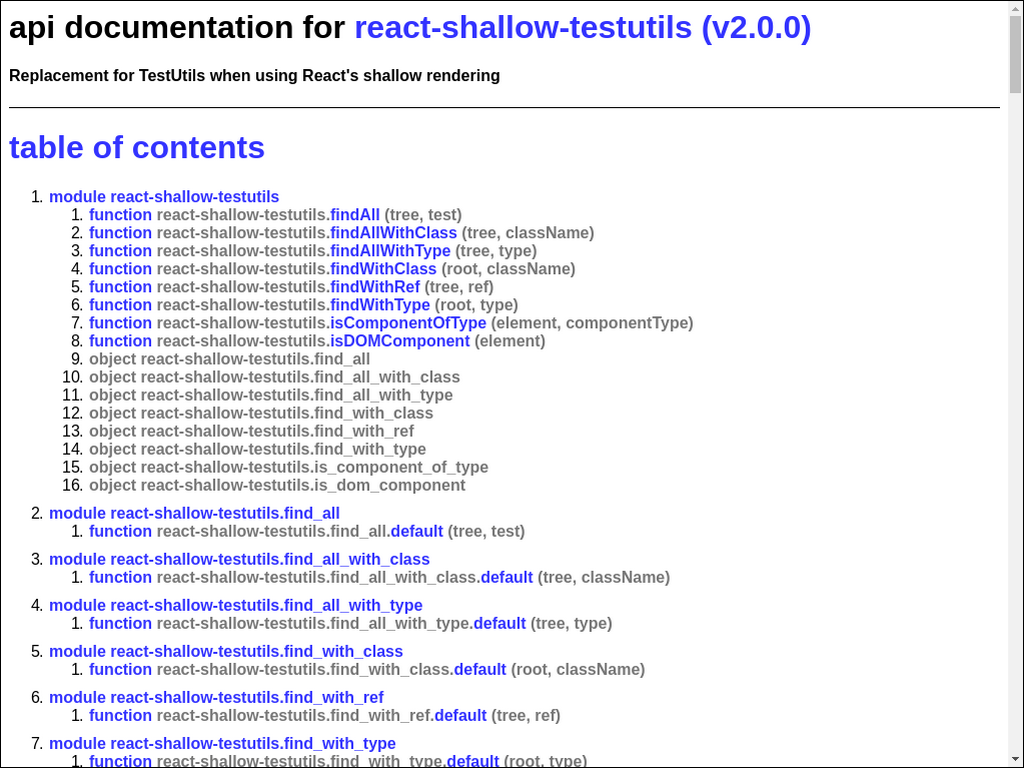 api documentation for react-shallow-testutils (v2.0.0)
Replacement for TestUtils when using React's shallow rendering
table of contents
1. module react-shallow-testutils
1. function react-shallow-testutils.findAll (tree, test)
2. function react-shallow-testutils.findAllWithClass (tree, className)
3. function react-shallow-testutils.findAllWithType (tree, type)
4. function react-shallow-testutils.findWithClass (root, className)
5. function react-shallow-testutils.findWithRef (tree, ref)
6. function react-shallow-testutils.findWithType (root, type)
7. function react-shallow-testutils.isComponentOfType (element, componentType)
8. function react-shallow-testutils.isDOMComponent (element)
9. object react-shallow-testutils.find_all
10. object react-shallow-testutils.find_all_with_class
11. object react-shallow-testutils.find_all_with_type
12. object react-shallow-testutils.find_with_class
13. object react-shallow-testutils.find_with_ref
14. object react-shallow-testutils.find_with_type
15. object react-shallow-testutils.is_component_of_type
16. object react-shallow-testutils.is_dom_component
2. module react-shallow-testutils.find_all
1. function react-shallow-testutils.find_all.default (tree, test)
3. module react-shallow-testutils.find_all_with_class
1. function react-shallow-testutils.find_all_with_class.default (tree, className)
4. module react-shallow-testutils.find_all_with_type
1. function react-shallow-testutils.find_all_with_type.default (tree, type)
5. module react-shallow-testutils.find_with_class
1. function react-shallow-testutils.find_with_class.default (root, className)
6. module react-shallow-testutils.find_with_ref
1. function react-shallow-testutils.find_with_ref.default (tree, ref)
7. module react-shallow-testutils.find_with_type
1. function react-shallow-testutils.find_with_type.default (root, type)